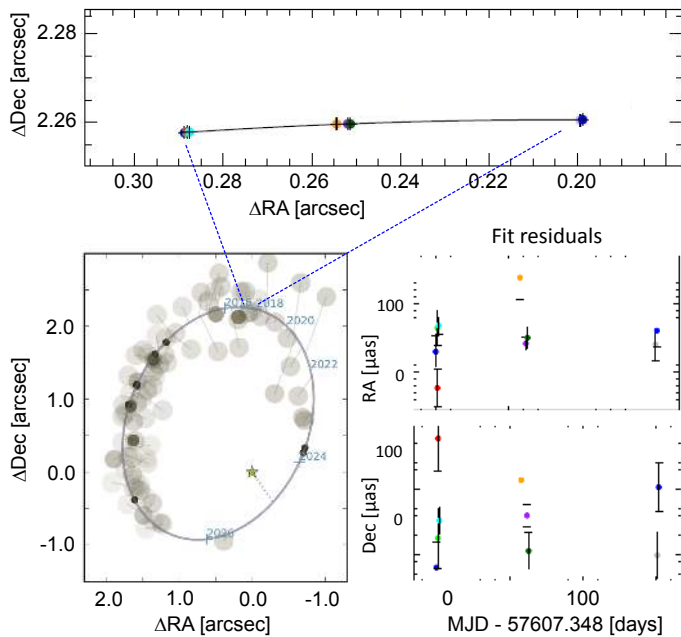 2.28
2.26
ΔDec [arcsec]
0.30 0.28 0.26 0.24 0.22 0.20
ΔRA [arcsec]
Fit residuals
2016 2018
2020
2022
2024
2026
2.0
1.0
0.0
-1.0
ΔDec [arcsec]
2.0 1.0 0.0 -1.0
ΔRA [arcsec]
100
0
RA [μas]
100
0
Dec [μas]
0 100
MJD - 57607.348 [days]